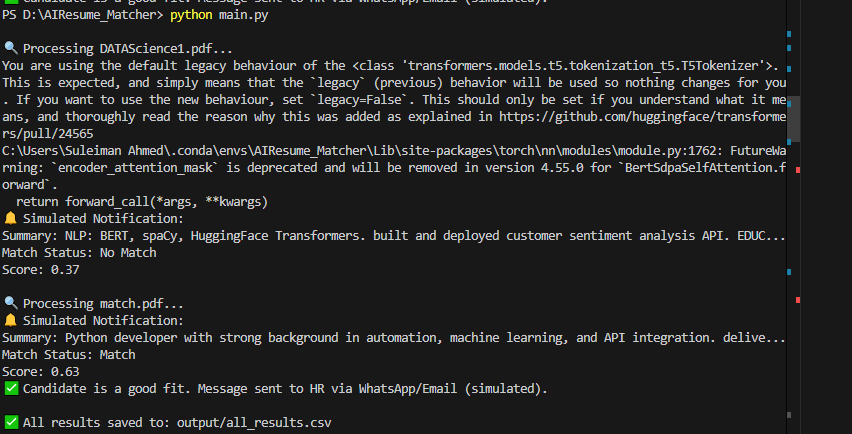 ✅ Candidate is a good fit. Message sent to HR via WhatsApp/Email (simulated).
PS D:\AIResume_Matcher> python main.py
🔍 Processing DATAScience1.pdf...
You are using the default legacy behaviour of the <class 'transformers.models.t5.tokenization_t5.T5Tokenizer'>.
This is expected, and simply means that the `legacy` (previous) behavior will be used so nothing changes for you
. If you want to use the new behaviour, set `legacy=False`. This should only be set if you understand what it me
ans, and thoroughly read the reason why this was added as explained in https://github.com/huggingface/transforme
rs/pull/24565
C:\Users\Suleiman Ahmed\.conda\envs\AIResume_Matcher\Lib\site-packages\torch\nn\modules\module.py:1762: FutureWa
rning: `encoder_attention_mask` is deprecated and will be removed in version 4.55.0 for `BertSdpaSelfAttention.f
orward`.
  return forward_call(*args, **kwargs)
🔔 Simulated Notification:
Summary: NLP: BERT, spaCy, HuggingFace Transformers. built and deployed customer sentiment analysis API. EDUC...
Match Status: No Match
Score: 0.37
🔍 Processing match.pdf...
🔔 Simulated Notification:
Summary: Python developer with strong background in automation, machine learning, and API integration. delive...
Match Status: Match
Score: 0.63
✅ Candidate is a good fit. Message sent to HR via WhatsApp/Email (simulated).
✅ All results saved to: output/all_results.csv